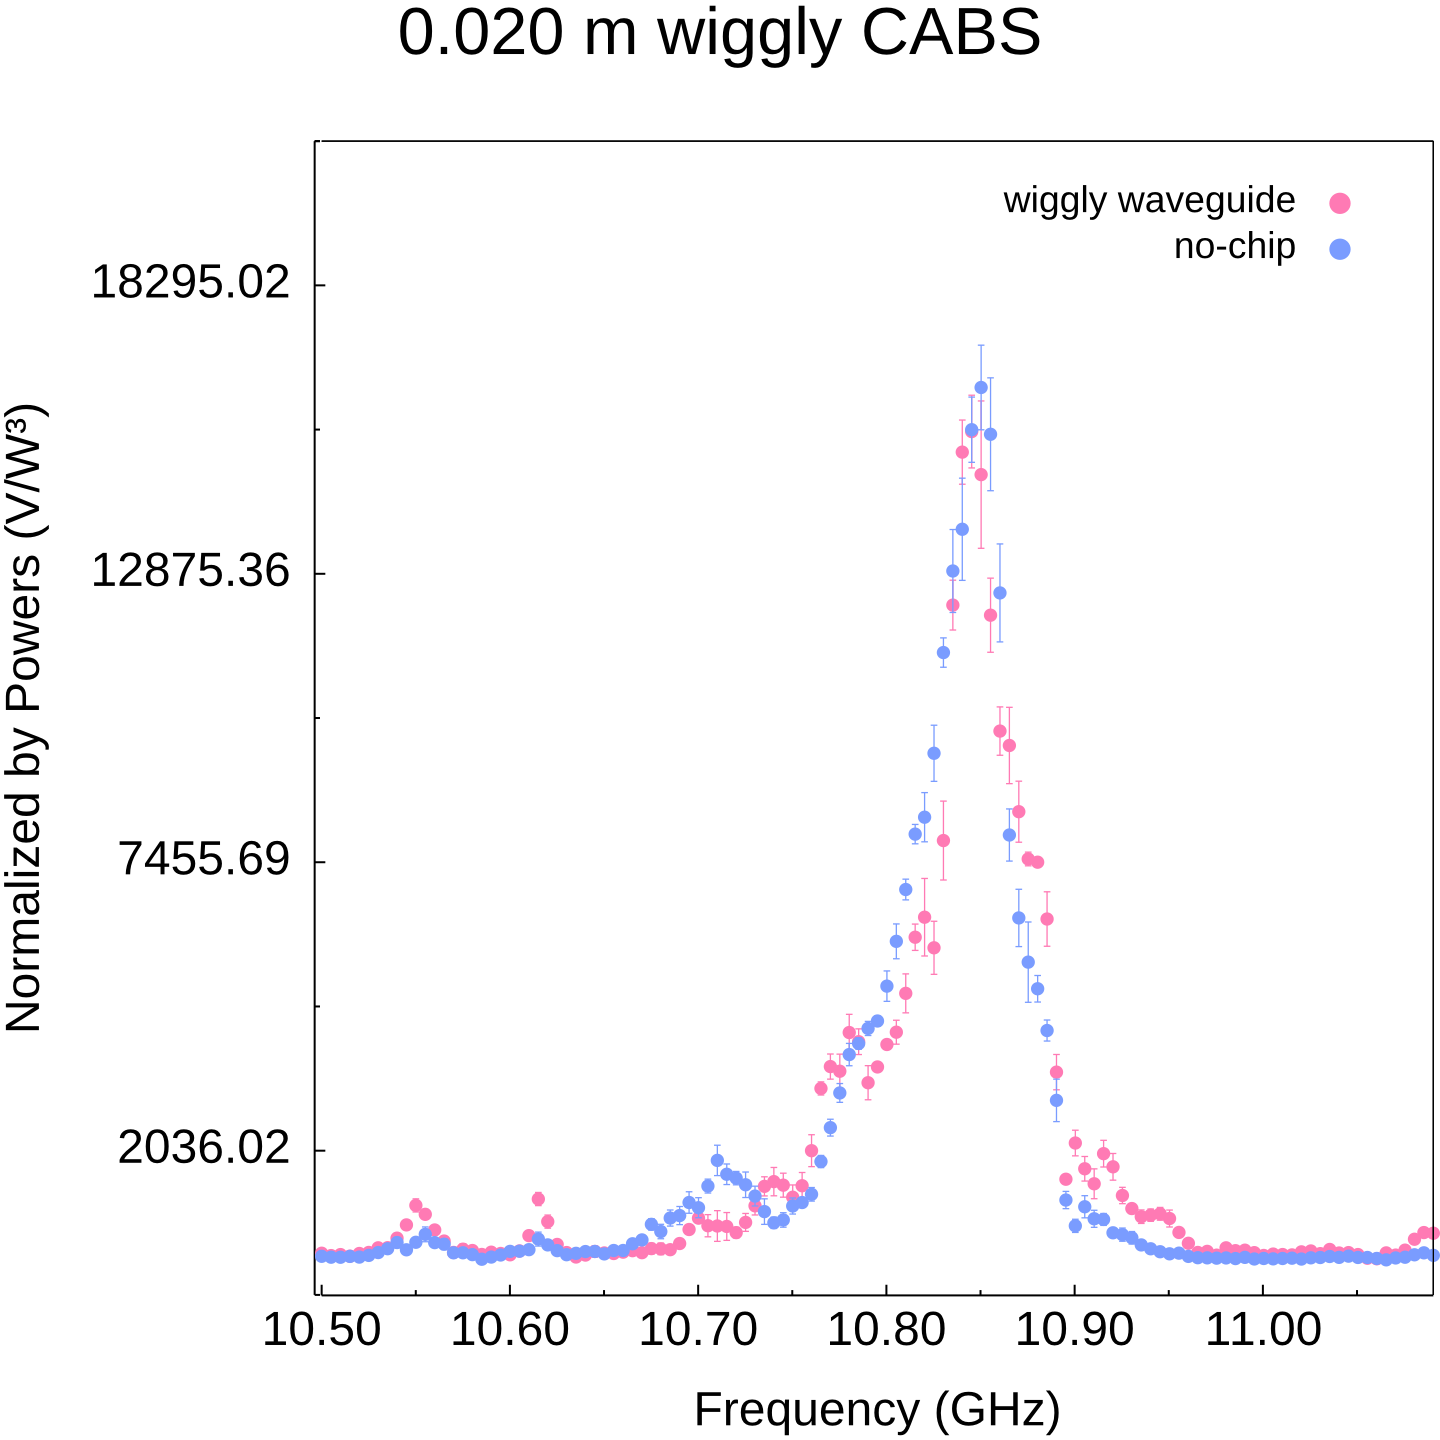 0.020 m wiggly CABS
wiggly waveguide
no-chip
18295.02
12875.36
7455.69
2036.02
Normalized by Powers (V/W³)
10.50 10.60 10.70 10.80 10.90 11.00
Frequency (GHz)